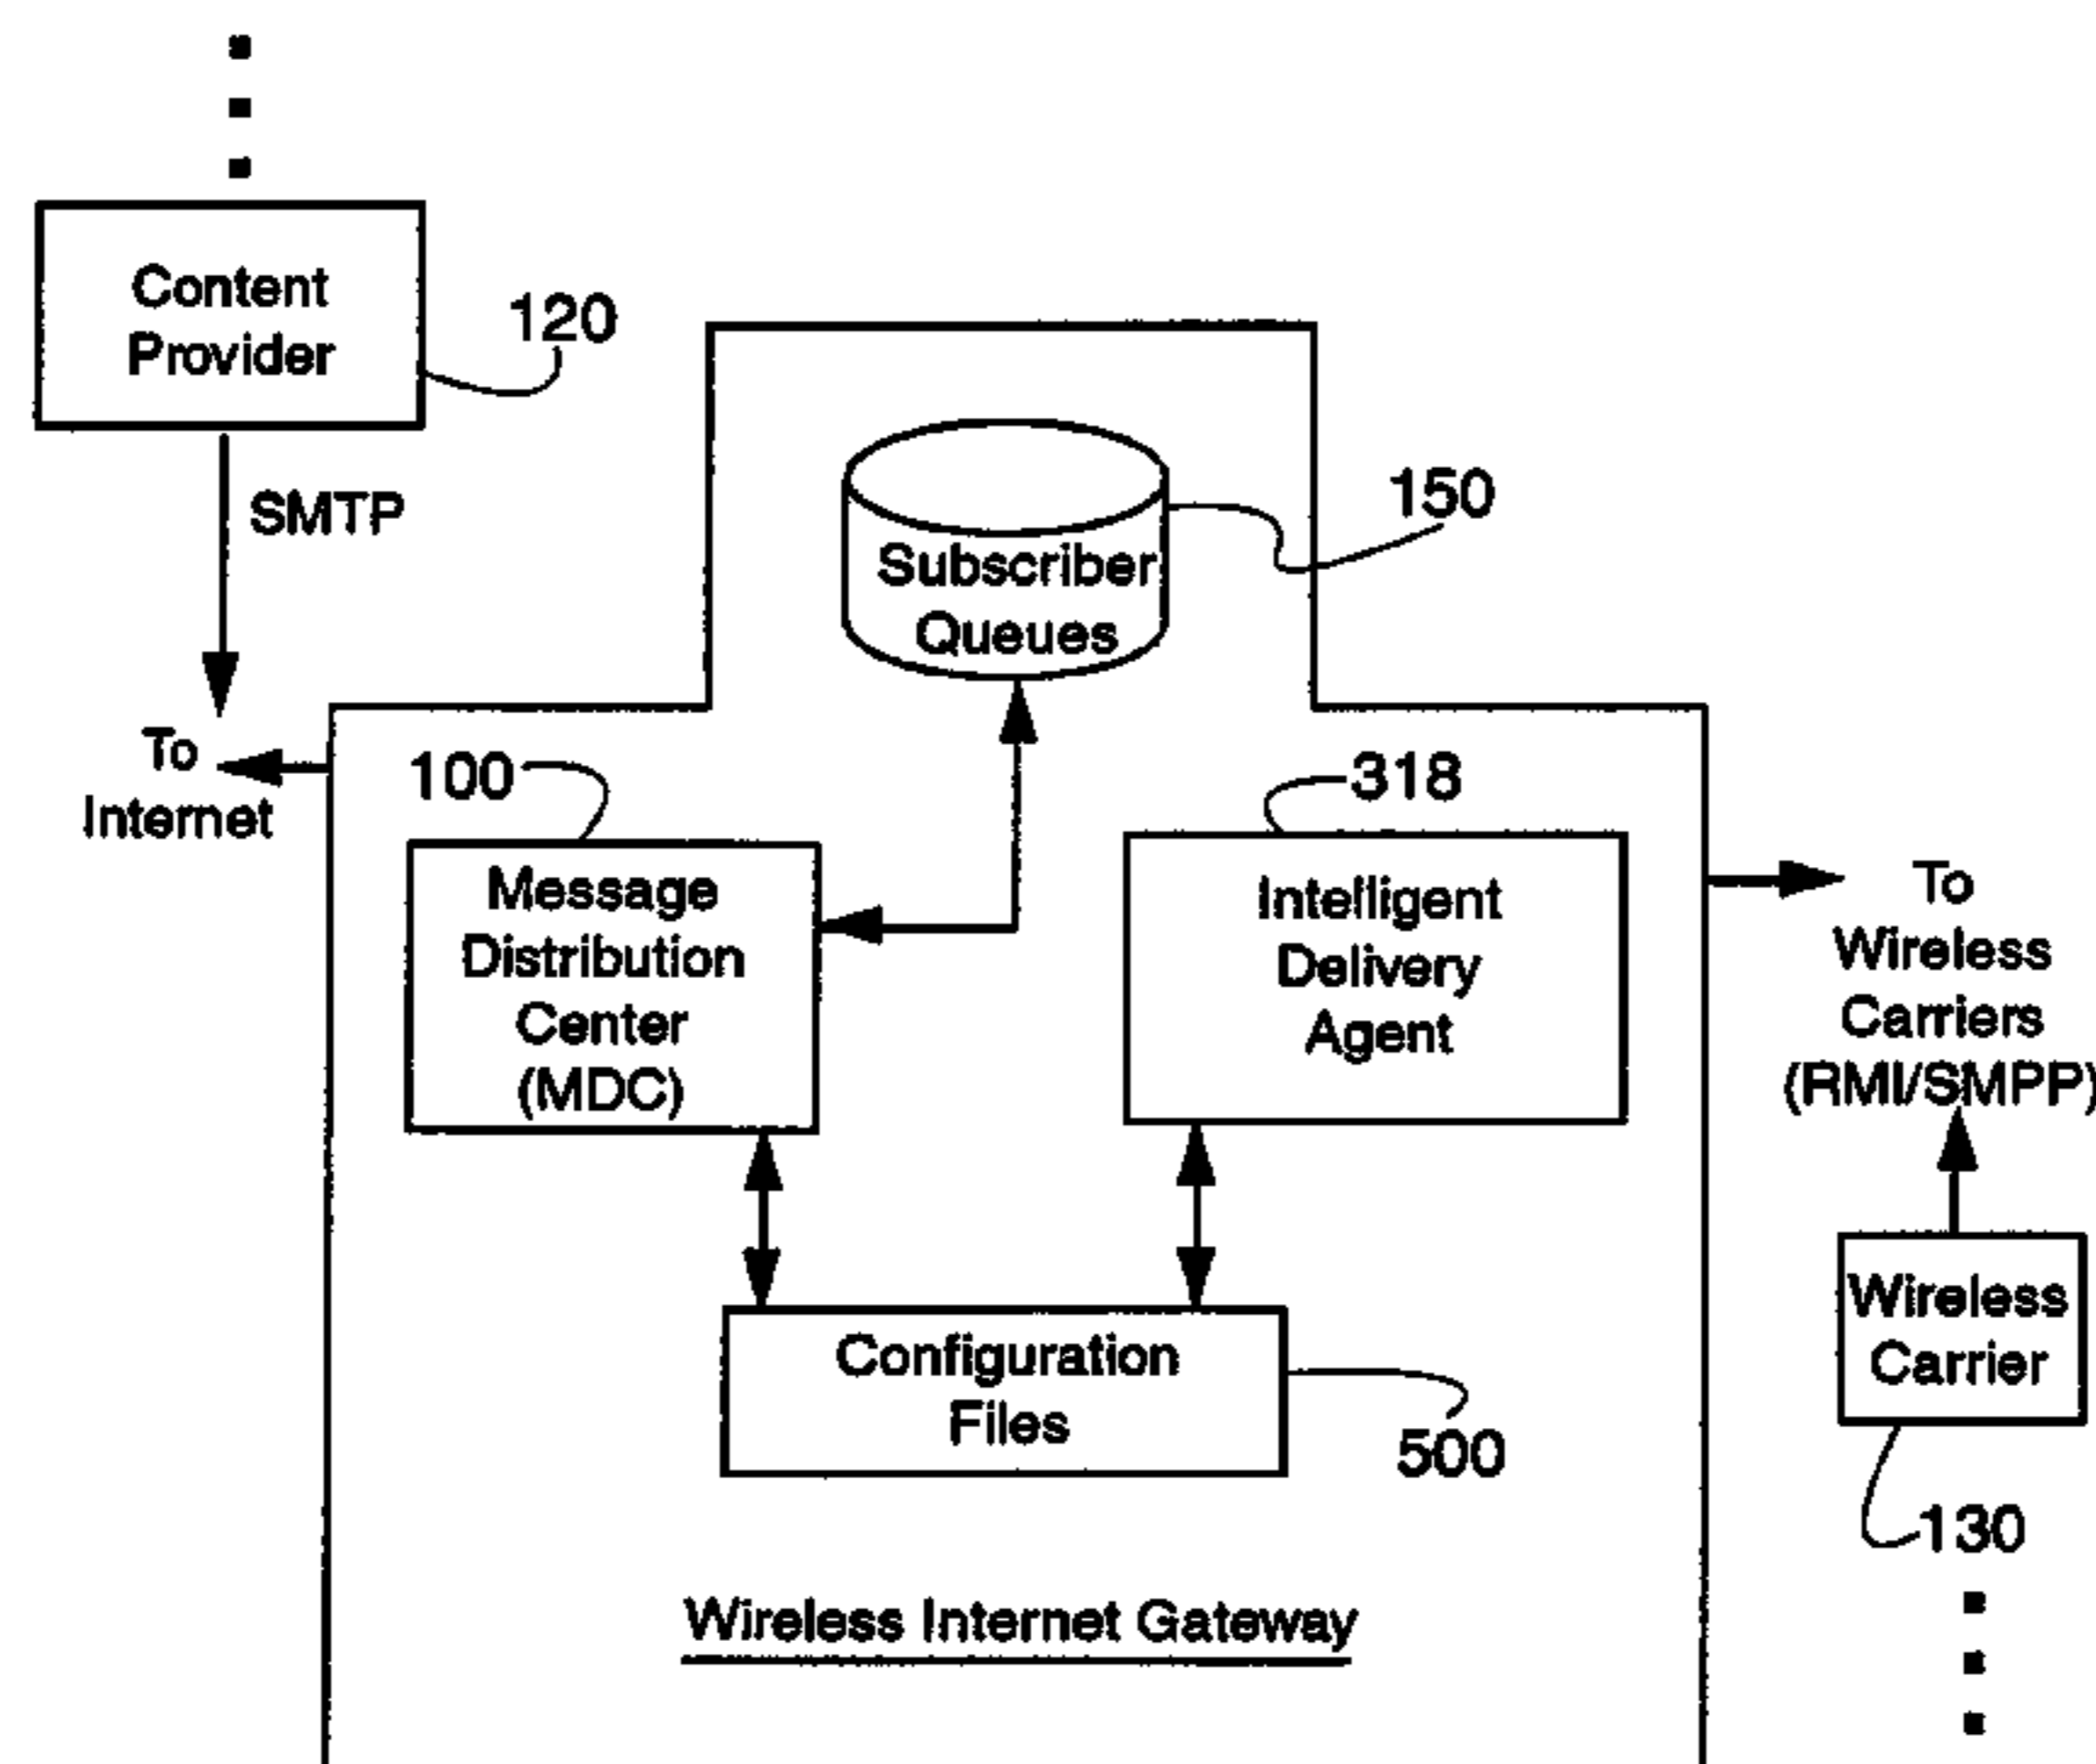 Content
Provider
120
SMTP
To
Internet
150
Subscriber
Queues
100
Message
Distribution
Center
(MDC)
318
Intelligent
Delivery
Agent
To
Wireless
Carriers
(RMI/SMPP)
Wireless
Carrier
130
Configuration
Files
500
Wireless Internet Gateway